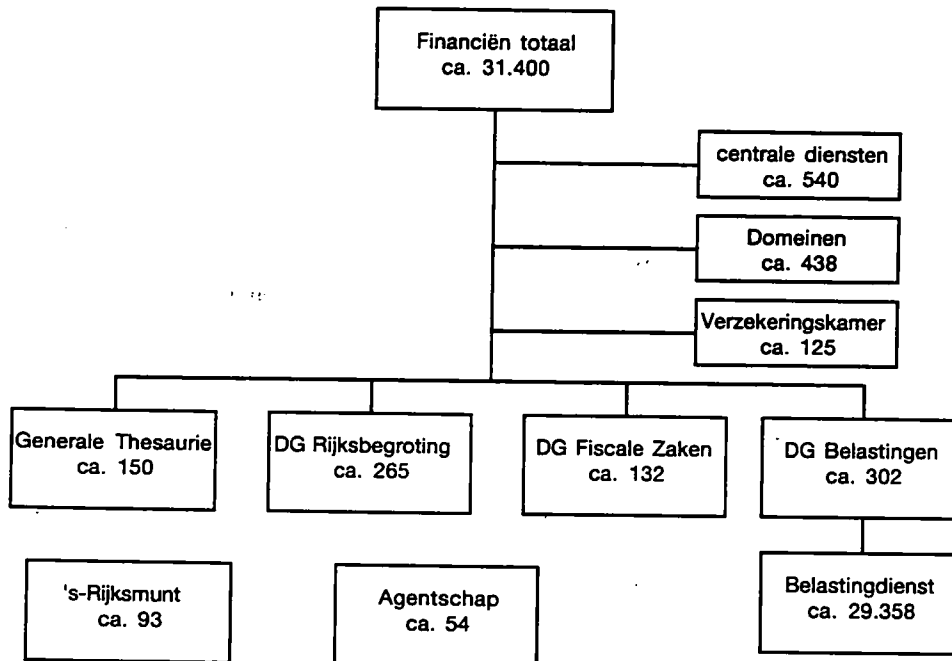 Financiën totaal
ca. 31.400
centrale diensten
ca. 540
Domeinen
ca. 438
Verzekeringskamer
ca. 125
Generale Thesaurie
ca. 150
DG Rijksbegroting
ca. 265
DG Fiscale Zaken
ca. 132
DG Belastingen
ca. 302
's-Rijksmunt
ca. 93
Agentschap
ca. 54
Belastingdienst
ca. 29.358